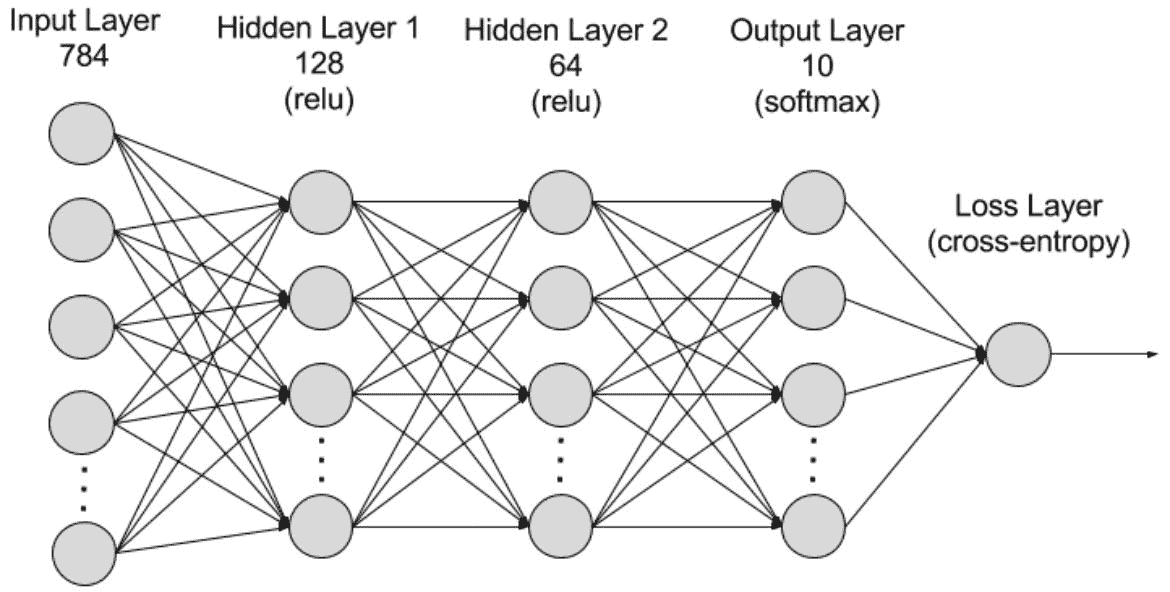 Input Layer
784
Hidden Layer 1
128
(relu)
Hidden Layer 2
64
(relu)
Output Layer
10
(softmax)
Loss Layer
(cross-entropy)